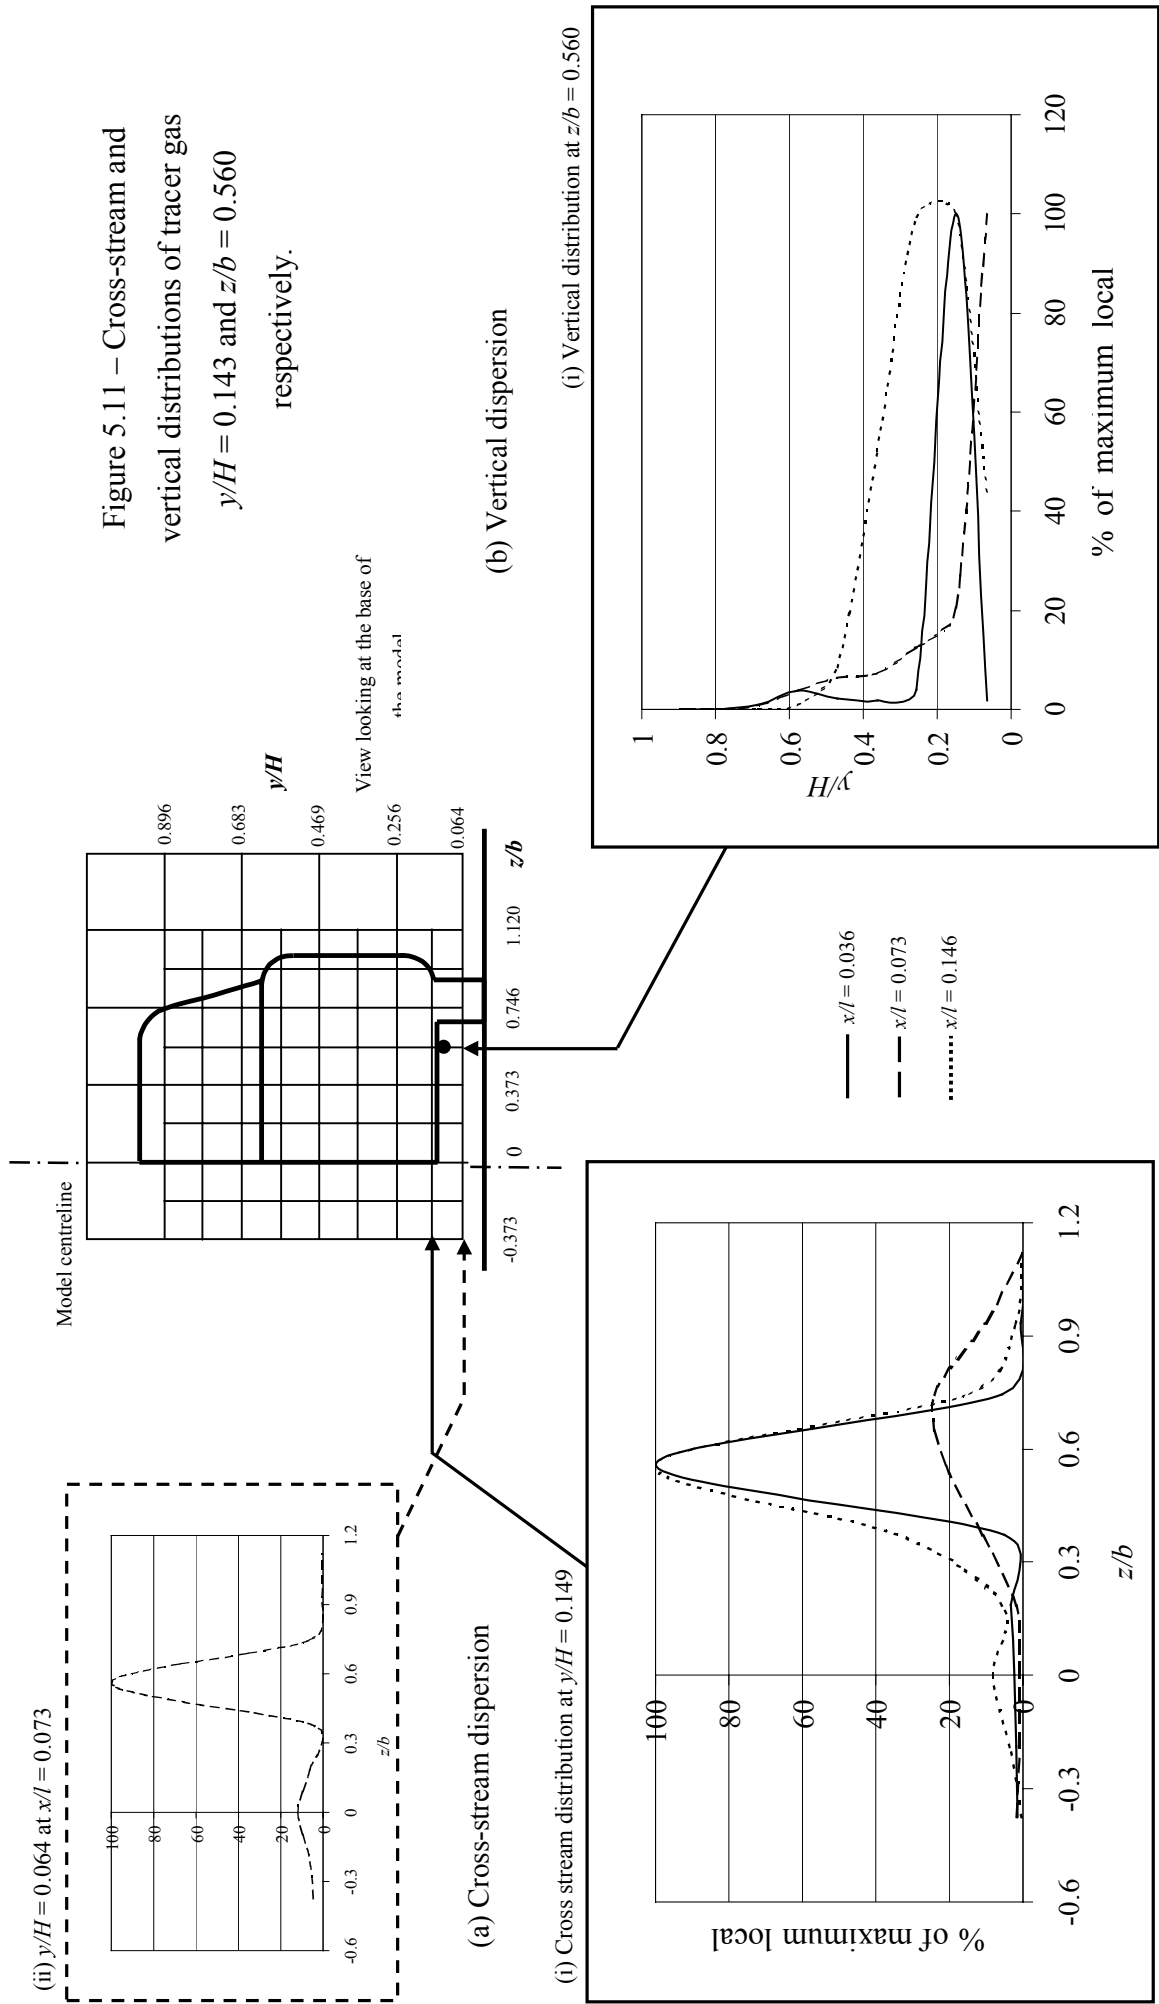 (ii) y/H = 0.064 at x/l = 0.073
100
80
60
40
20
0
-0.6
-0.3
0
0.3
0.6
0.9
1.2
z/b
(a) Cross-stream dispersion
(i) Cross stream distribution at y/H = 0.149
% of maximum local
100
80
60
40
20
0
-0.6
-0.3
0
0.3
0.6
0.9
1.2
z/b
Model centreline
0.896
0.683
0.469
0.256
0.064
y/H
-0.373
0
0.373
0.746
1.120
z/b
View looking at the base of
the model
x/l = 0.036
x/l = 0.073
x/l = 0.146
Figure 5.11 – Cross-stream and
vertical distributions of tracer gas
y/H = 0.143 and z/b = 0.560
respectively.
(b) Vertical dispersion
(i) Vertical distribution at z/b = 0.560
y/H
1
0.8
0.6
0.4
0.2
0
0
20
40
60
80
100
120
% of maximum local